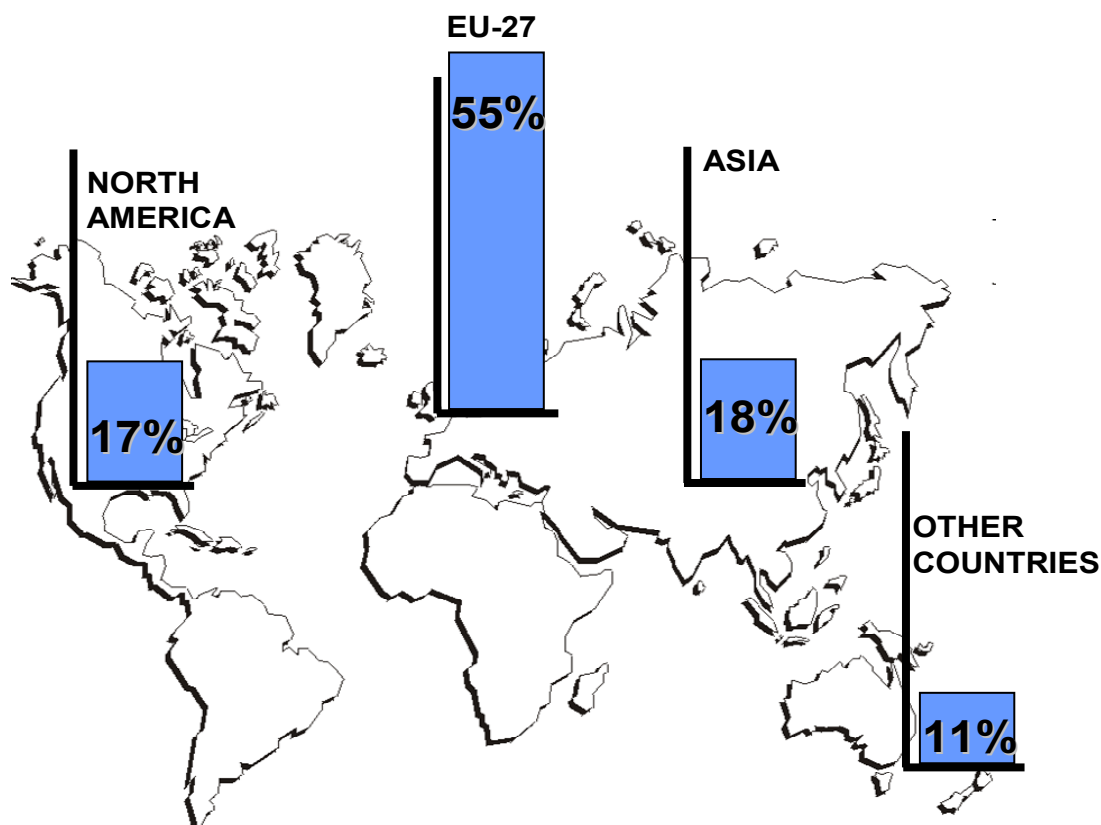 EU-27
55%
NORTH
AMERICA
17%
ASIA
18%
OTHER
COUNTRIES
11%